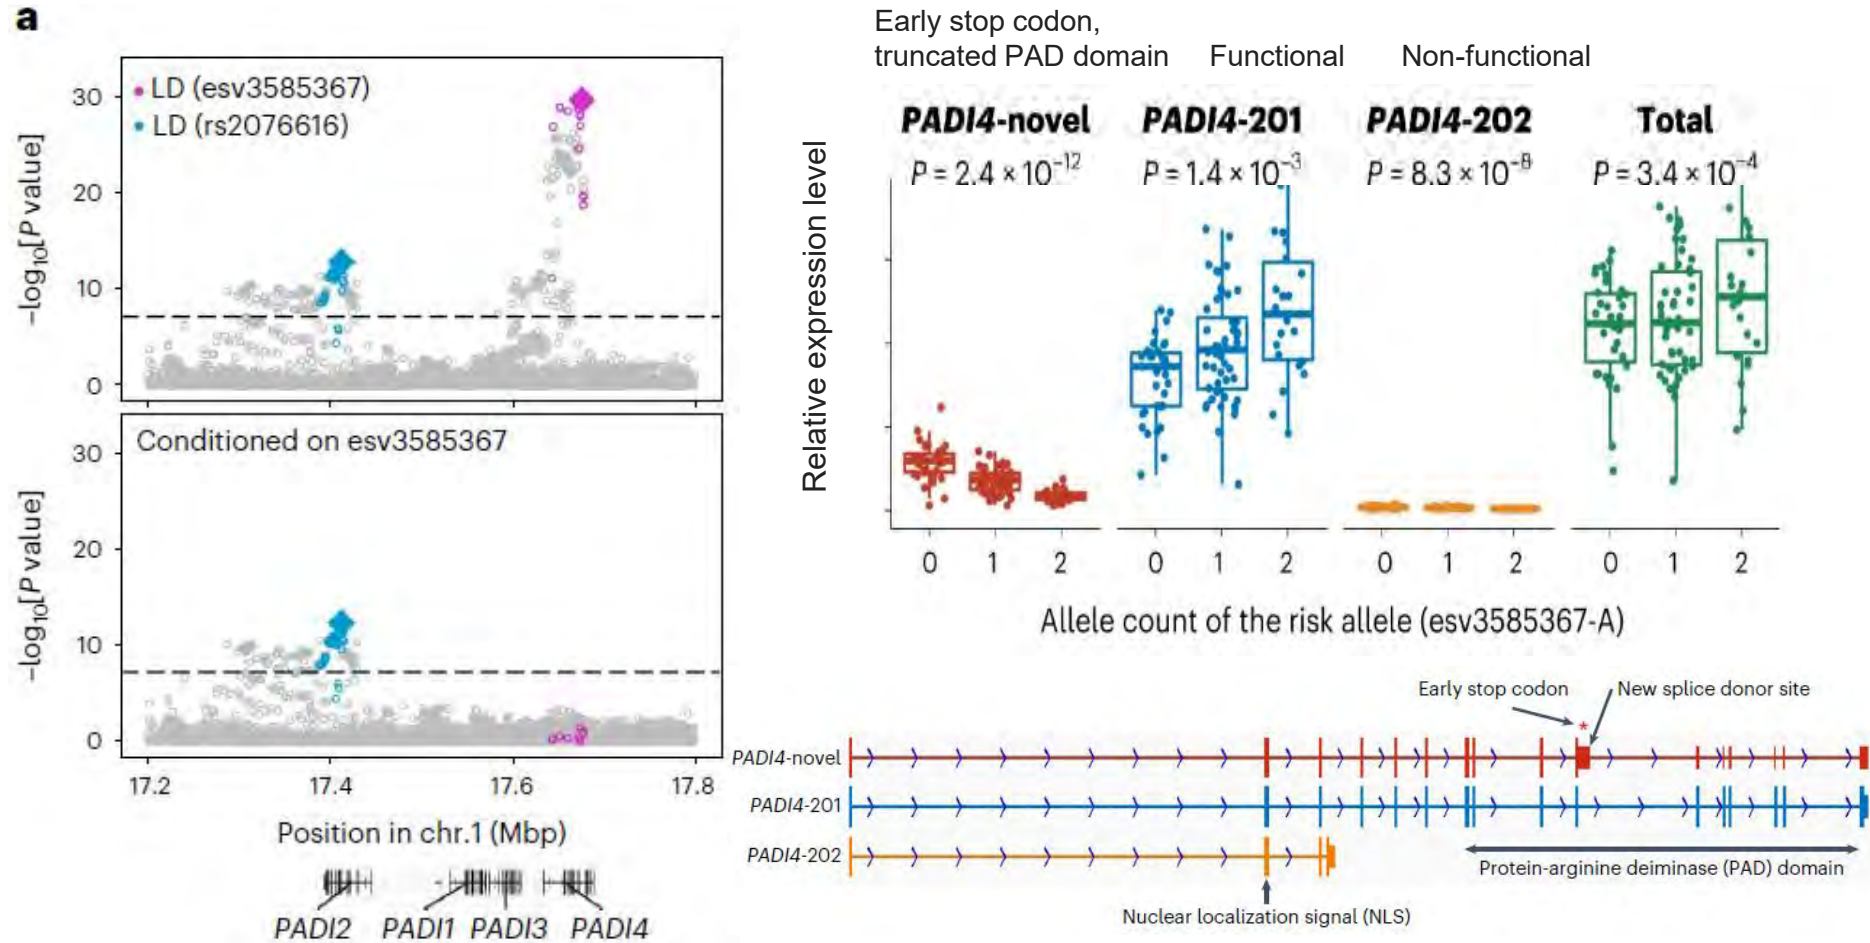 a
LD (esv3585367)
LD (rs2076616)
–log10[P value]
30
20
10
0
Conditioned on esv3585367
–log10[P value]
30
20
10
0
17.2 17.4 17.6 17.8
Position in chr.1 (Mbp)
PADI2 PADI1 PADI3 PADI4
Early stop codon,
truncated PAD domain Functional Non-functional
PADI4-novel PADI4-201 PADI4-202 Total
P = 2.4 × 10⁻¹² P = 1.4 × 10⁻³ P = 8.3 × 10⁻⁸ P = 3.4 × 10⁻⁴
Relative expression level
0 1 2 0 1 2 0 1 2 0 1 2
Allele count of the risk allele (esv3585367-A)
Early stop codon New splice donor site
*
PADI4-novel
PADI4-201
PADI4-202
Protein-arginine deiminase (PAD) domain
Nuclear localization signal (NLS)